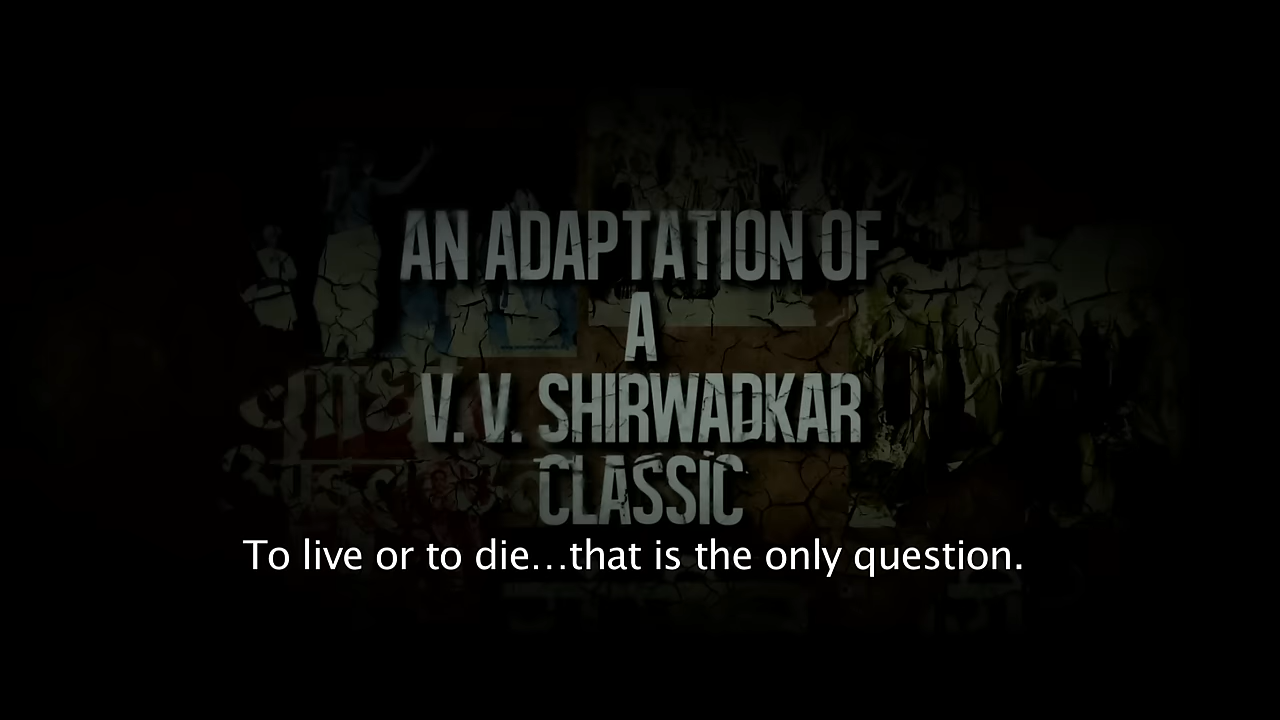 AN ADAPTATION OF
A
V. V. SHIRWADKAR
CLASSIC
To live or to die...that is the only question.